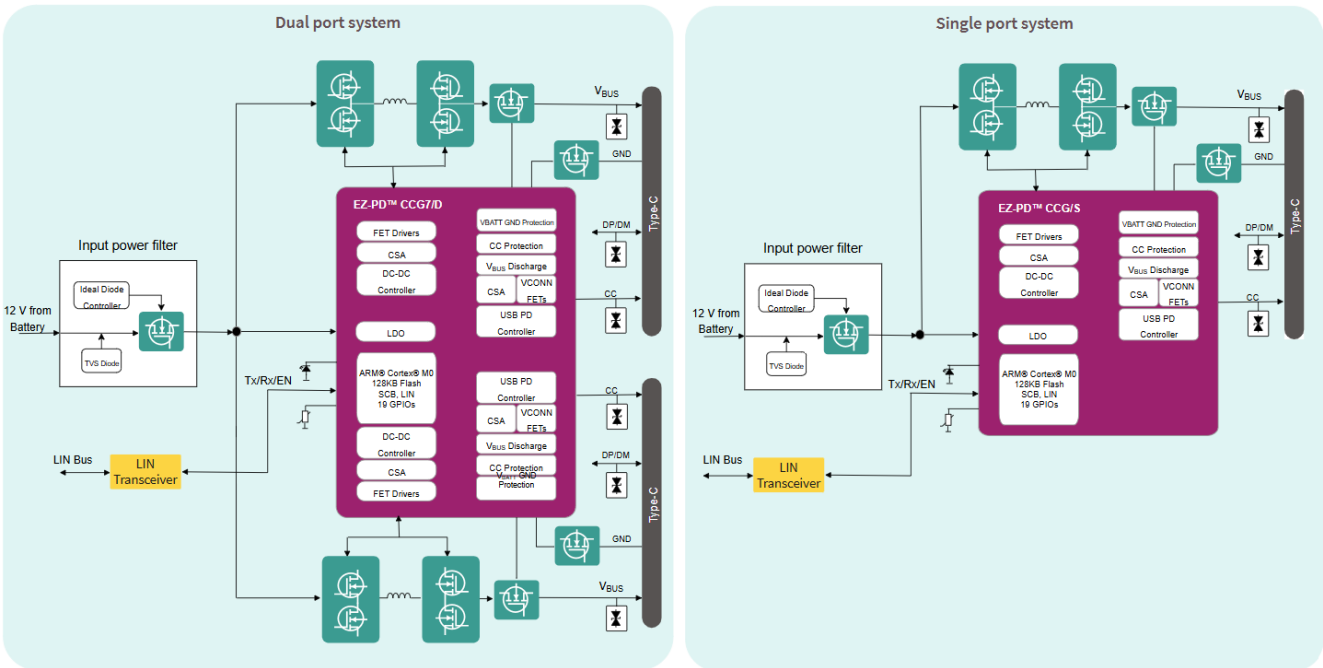 Dual port system
VBUS
GND
EZ-PD™ CCG7/D
FET Drivers
CSA
DC-DC
Controller
LDO
ARM® Cortex® M0
128KB Flash
SCB, LIN
19 GPIOs
DC-DC
Controller
CSA
FET Drivers
VBATT GND Protection
CC Protection
VBUS Discharge
CSA
VCONN
FETs
USB PD
Controller
USB PD
Controller
CSA
VCONN
FETs
VBUS Discharge
CC Protection
VBATT GND
Protection
DP/DM
CC
Type-C
Input power filter
Ideal Diode
Controller
12 V from
Battery
TVS Diode
Tx/Rx/EN
LIN Bus
LIN
Transceiver
CC
DP/DM
Type-C
GND
VBUS
Single port system
VBUS
GND
EZ-PD™ CCG/S
FET Drivers
CSA
DC-DC
Controller
LDO
ARM® Cortex® M0
128KB Flash
SCB, LIN
19 GPIOs
VBATT GND Protection
CC Protection
VBUS Discharge
CSA
VCONN
FETs
USB PD
Controller
DP/DM
CC
Type-C
Input power filter
Ideal Diode
Controller
12 V from
Battery
TVS Diode
Tx/Rx/EN
LIN Bus
LIN
Transceiver